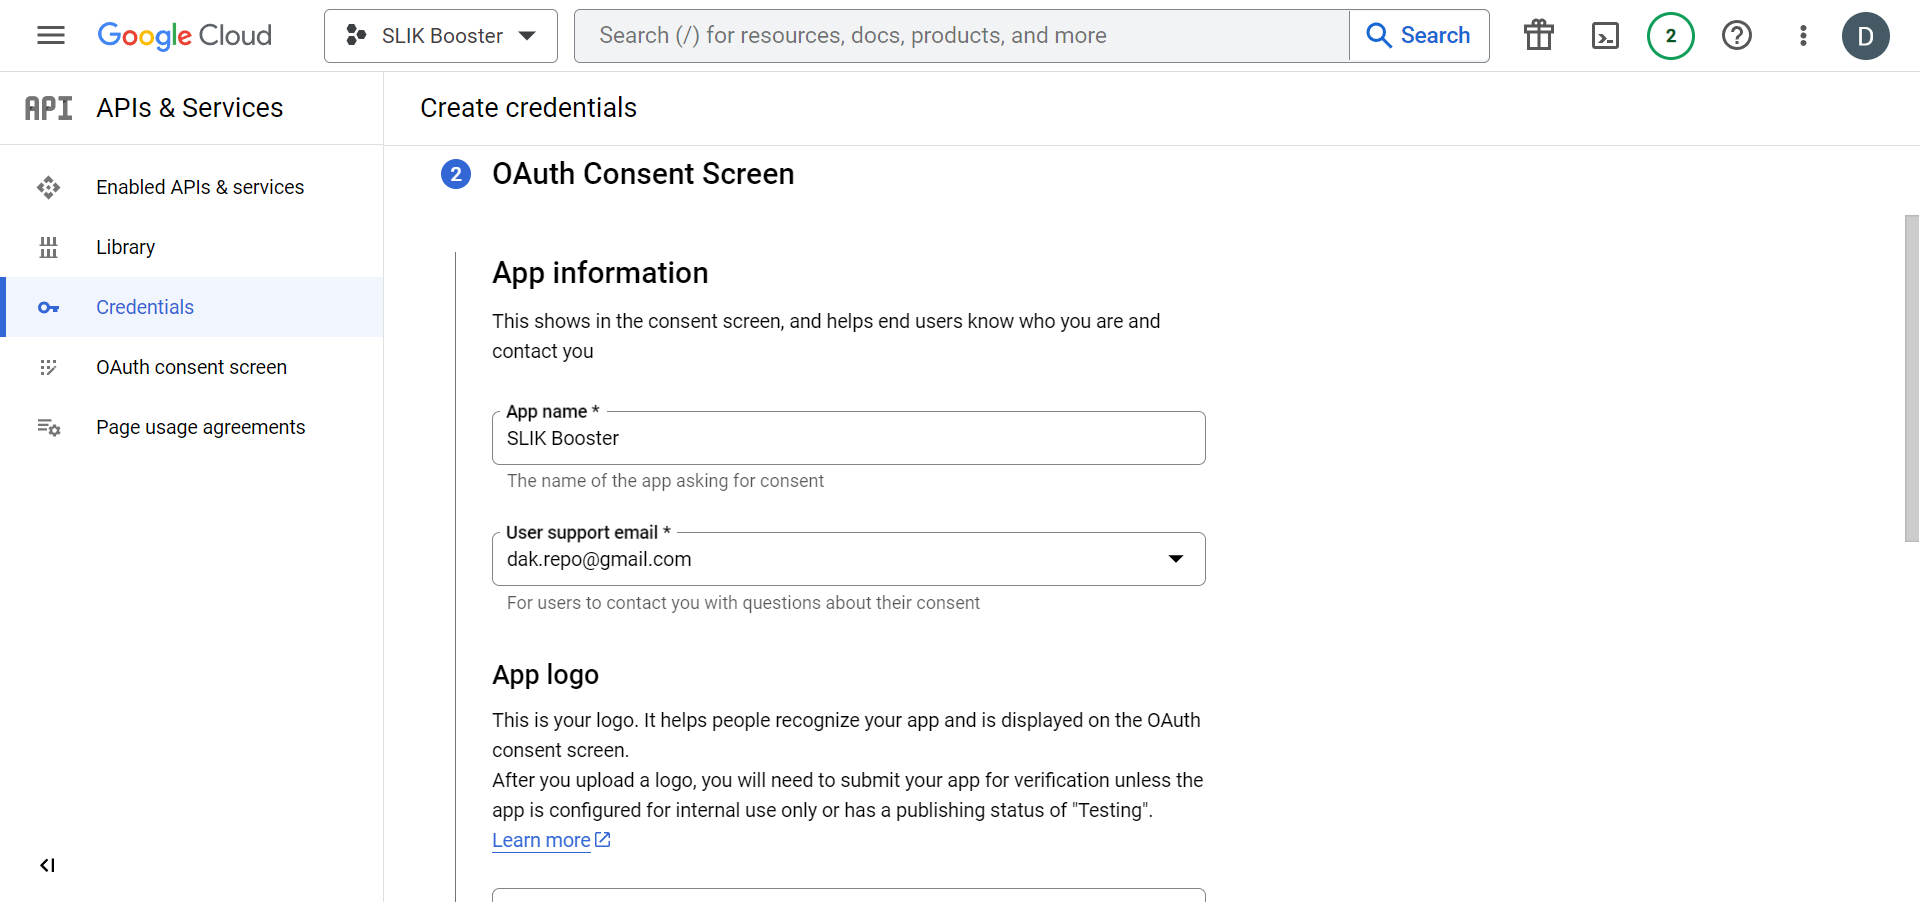 Google Cloud
SLIK Booster
Search (/) for resources, docs, products, and more
Search
2
D
API APIs & Services
Enabled APIs & services
Library
Credentials
OAuth consent screen
Page usage agreements
Create credentials
2 OAuth Consent Screen
App information
This shows in the consent screen, and helps end users know who you are and
contact you
App name *
SLIK Booster
The name of the app asking for consent
User support email *
dak.repo@gmail.com
For users to contact you with questions about their consent
App logo
This is your logo. It helps people recognize your app and is displayed on the OAuth
consent screen.
After you upload a logo, you will need to submit your app for verification unless the
app is configured for internal use only or has a publishing status of "Testing".
Learn more